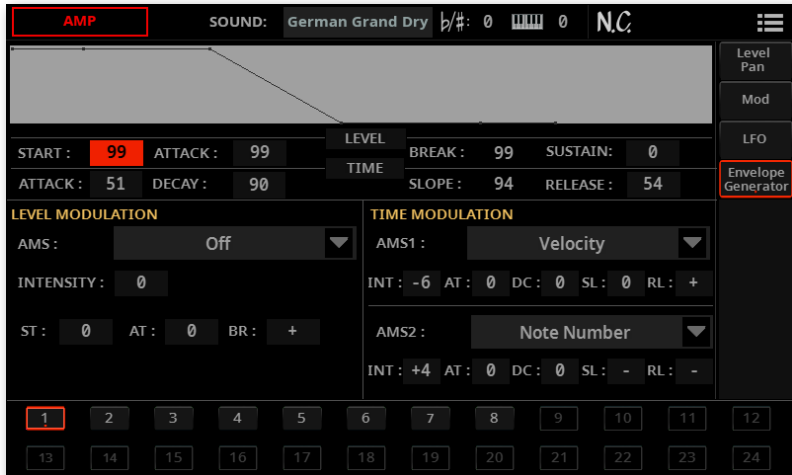 AMP SOUND: German Grand Dry ♭/#: 0 0 N.C.
Level
Pan
Mod
LFO
Envelope
Generator
LEVEL
START : 99 ATTACK : 99 BREAK : 99 SUSTAIN: 0
TIME
ATTACK : 51 DECAY : 90 SLOPE : 94 RELEASE : 54
LEVEL MODULATION
AMS : Off
INTENSITY : 0
ST : 0 AT : 0 BR : +
TIME MODULATION
AMS1 : Velocity
INT : -6 AT : 0 DC : 0 SL : 0 RL : +
AMS2 : Note Number
INT : +4 AT : 0 DC : 0 SL : - RL : -
1 2 3 4 5 6 7 8 9 10 11 12
13 14 15 16 17 18 19 20 21 22 23 24